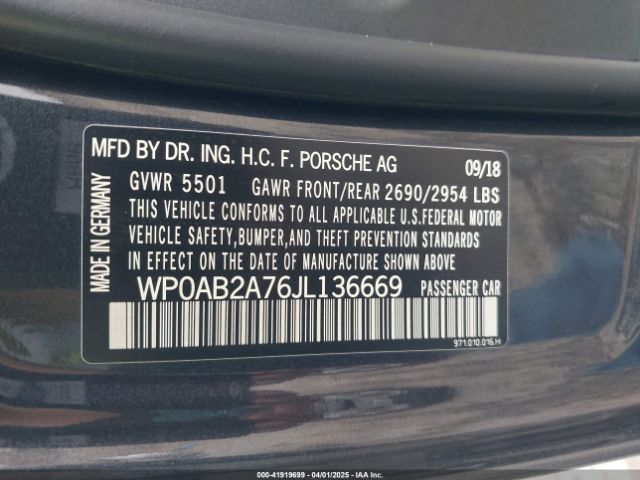 MFD BY DR. ING. H.C. F. PORSCHE AG 09/18
GVWR 5501 GAWR FRONT/REAR 2690/2954 LBS
THIS VEHICLE CONFORMS TO ALL APPLICABLE U.S.FEDERAL MOTOR
VEHICLE SAFETY,BUMPER,AND THEFT PREVENTION STANDARDS
IN EFFECT ON THE DATE OF MANUFACTURE SHOWN ABOVE
WP0AB2A76JL136669 PASSENGER CAR
971.010.016.H
MADE IN GERMANY
000-41919699 - 04/01/2025 - IAAI.COM